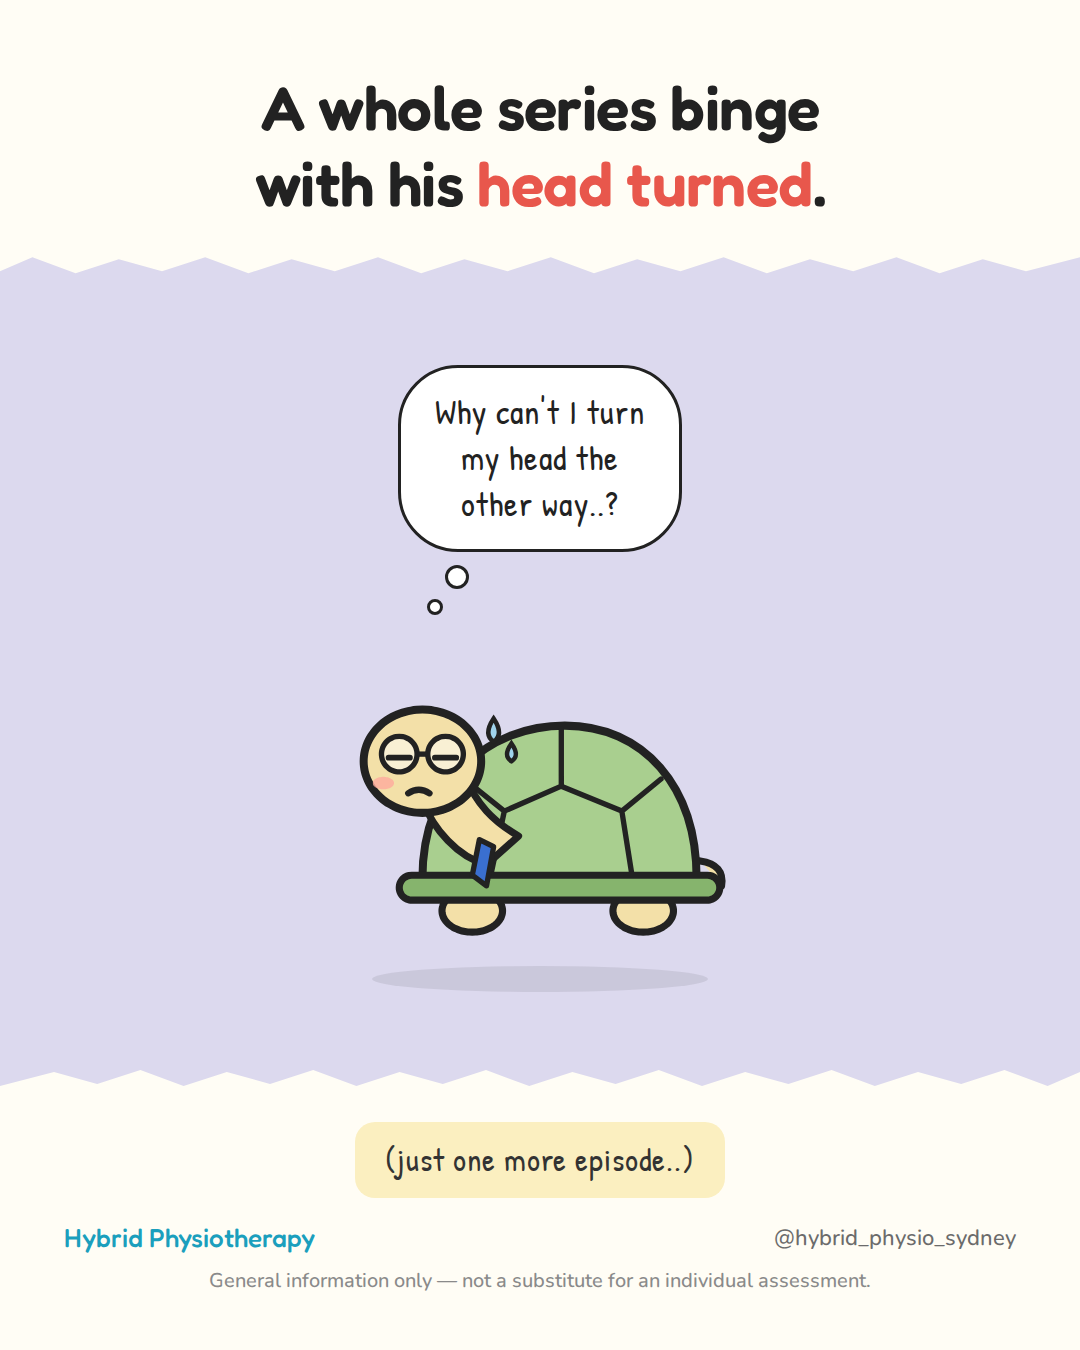 A whole series binge
with his head turned.
Why can't I turn
my head the
other way..?
(just one more episode..)
Hybrid Physiotherapy
@hybrid_physio_sydney
General information only — not a substitute for an individual assessment.